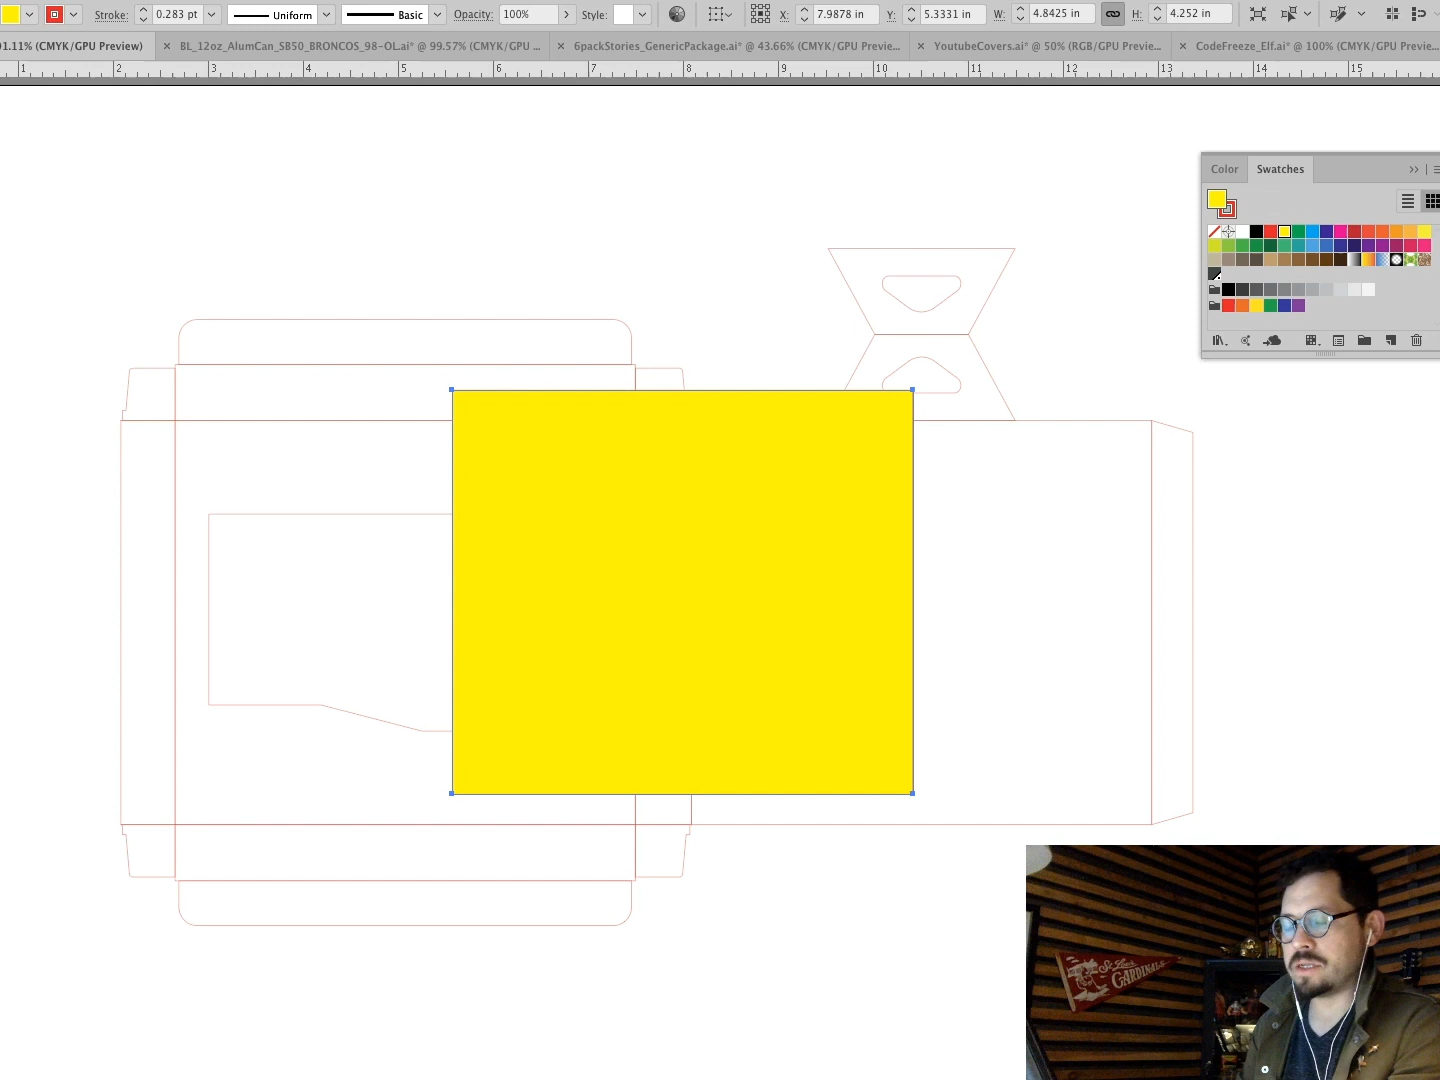 Stroke: 0.283 pt Uniform Basic Opacity: 100% Style: X: 7.9878 in Y: 5.3331 in W: 4.8425 in H: 4.252 in
1.11% (CMYK/GPU Preview) × BL_12oz_AlumCan_SB50_BRONCOS_98-OL.ai* @ 99.57% (CMYK/GPU ... × 6packStories_GenericPackage.ai* @ 43.66% (CMYK/GPU Previe... × YoutubeCovers.ai* @ 50% (RGB/GPU Previe... × CodeFreeze_Elf.ai* @ 100% (CMYK/GPU Previe...
1 2 3 4 5 6 7 8 9 10 11 12 13 14 15
Color Swatches
St. Louis
CARDINALS